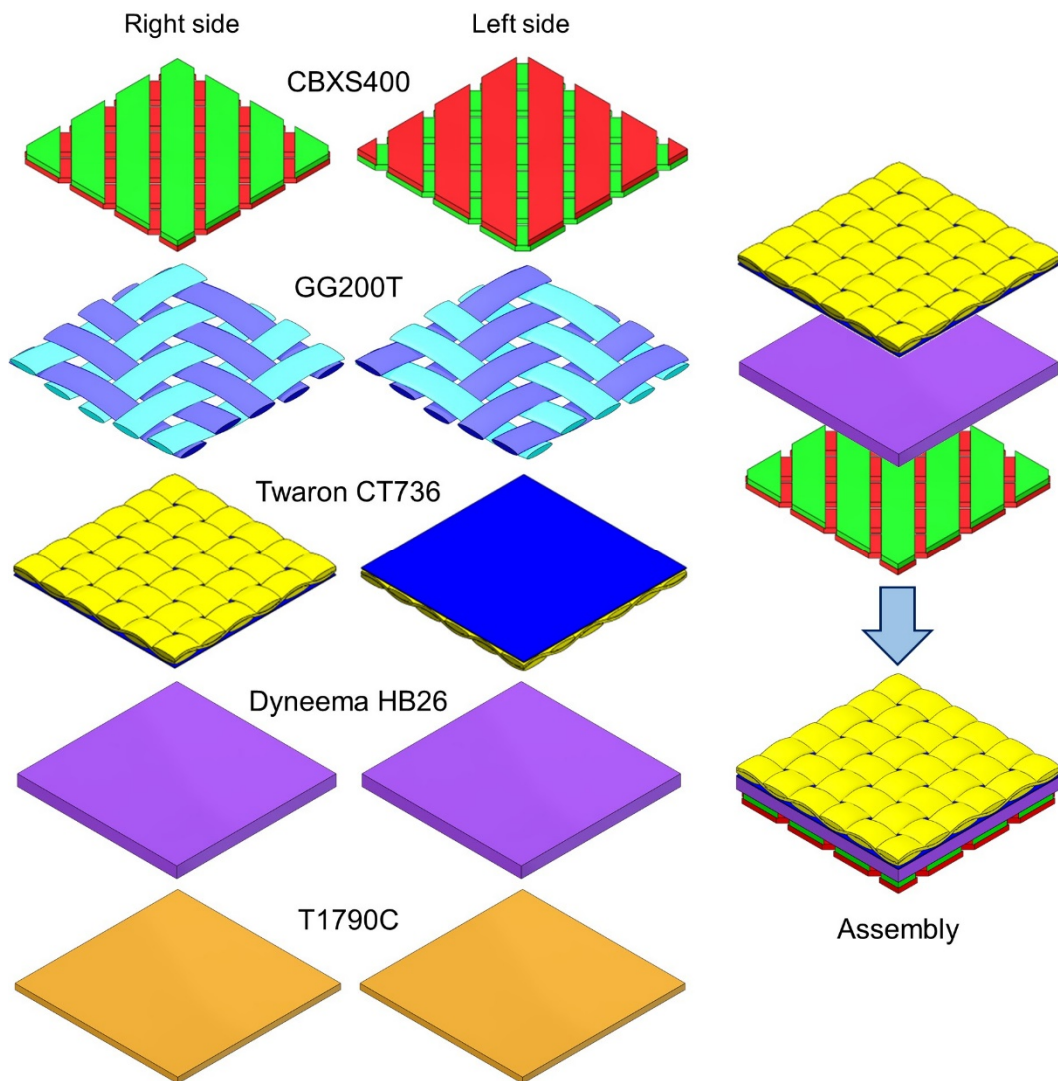 Right side
Left side
CBXS400
GG200T
Twaron CT736
Dyneema HB26
T1790C
Assembly